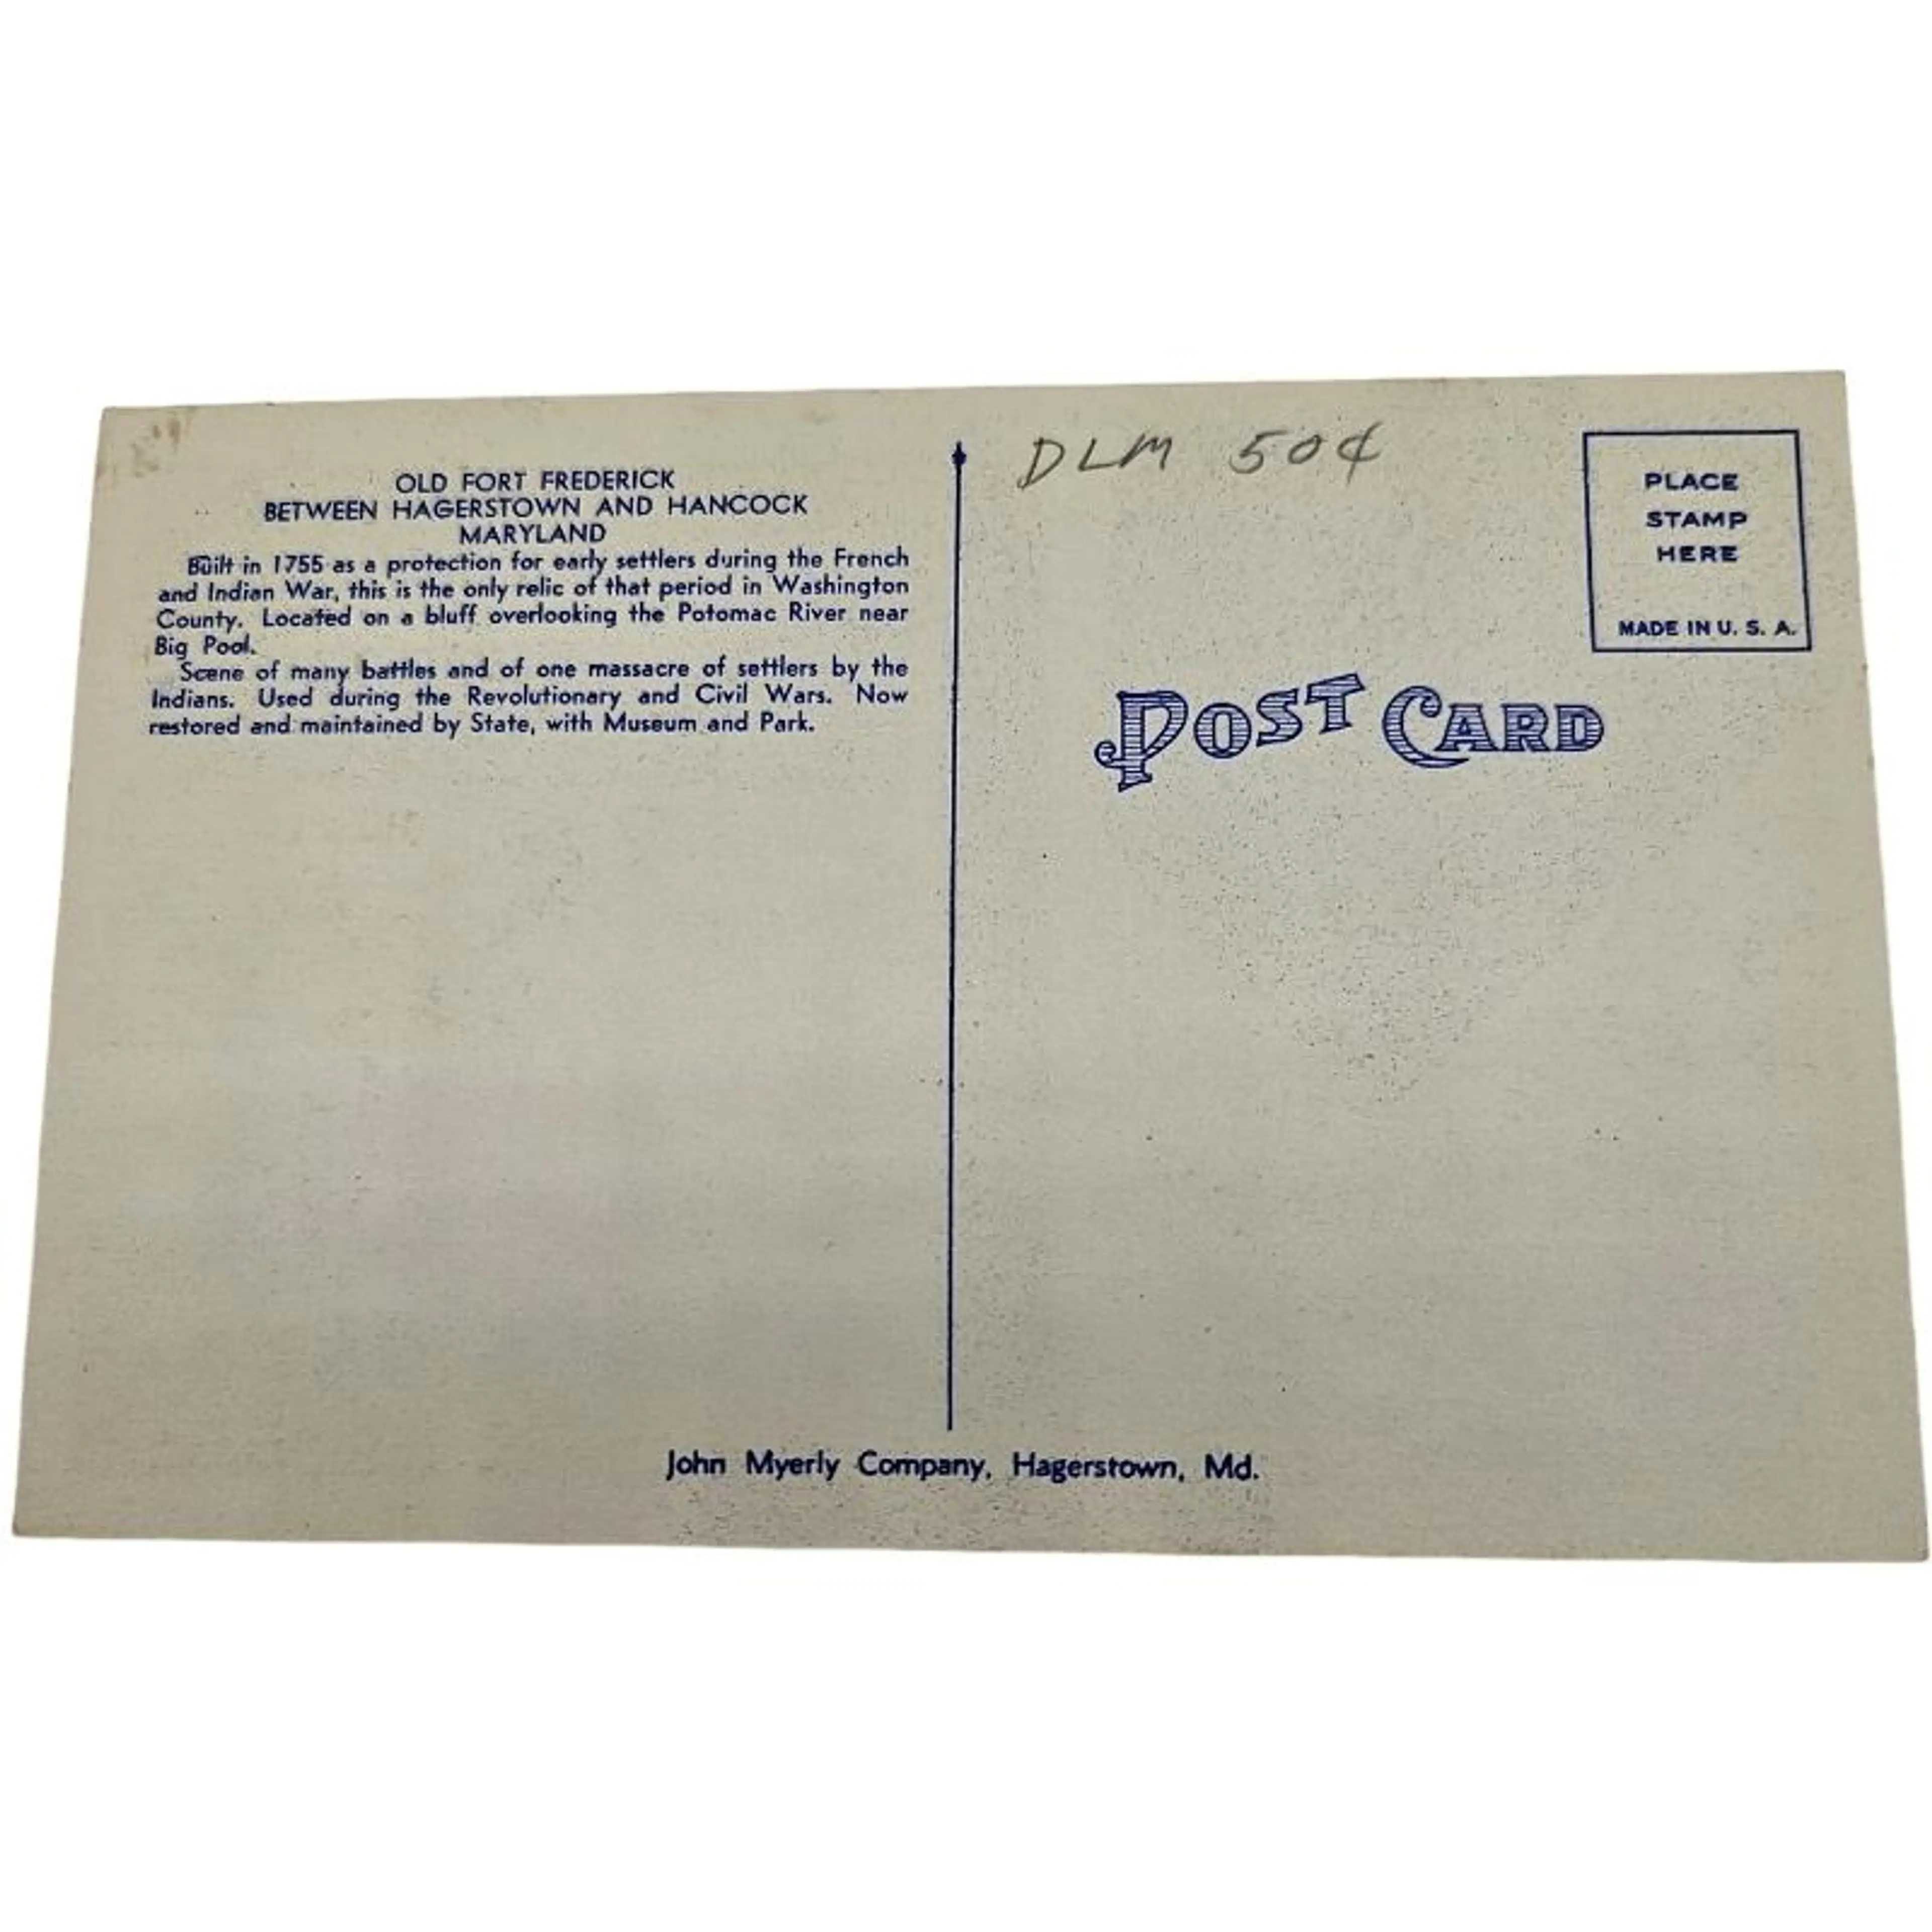 OLD FORT FREDERICK
BETWEEN HAGERSTOWN AND HANCOCK
MARYLAND
Built in 1755 as a protection for early settlers during the French
and Indian War, this is the only relic of that period in Washington
County. Located on a bluff overlooking the Potomac River near
Big Pool.
Scene of many battles and of one massacre of settlers by the
Indians. Used during the Revolutionary and Civil Wars. Now
restored and maintained by State, with Museum and Park.
DLM 50¢
PLACE
STAMP
HERE
MADE IN U. S. A.
POST CARD
John Myerly Company, Hagerstown, Md.